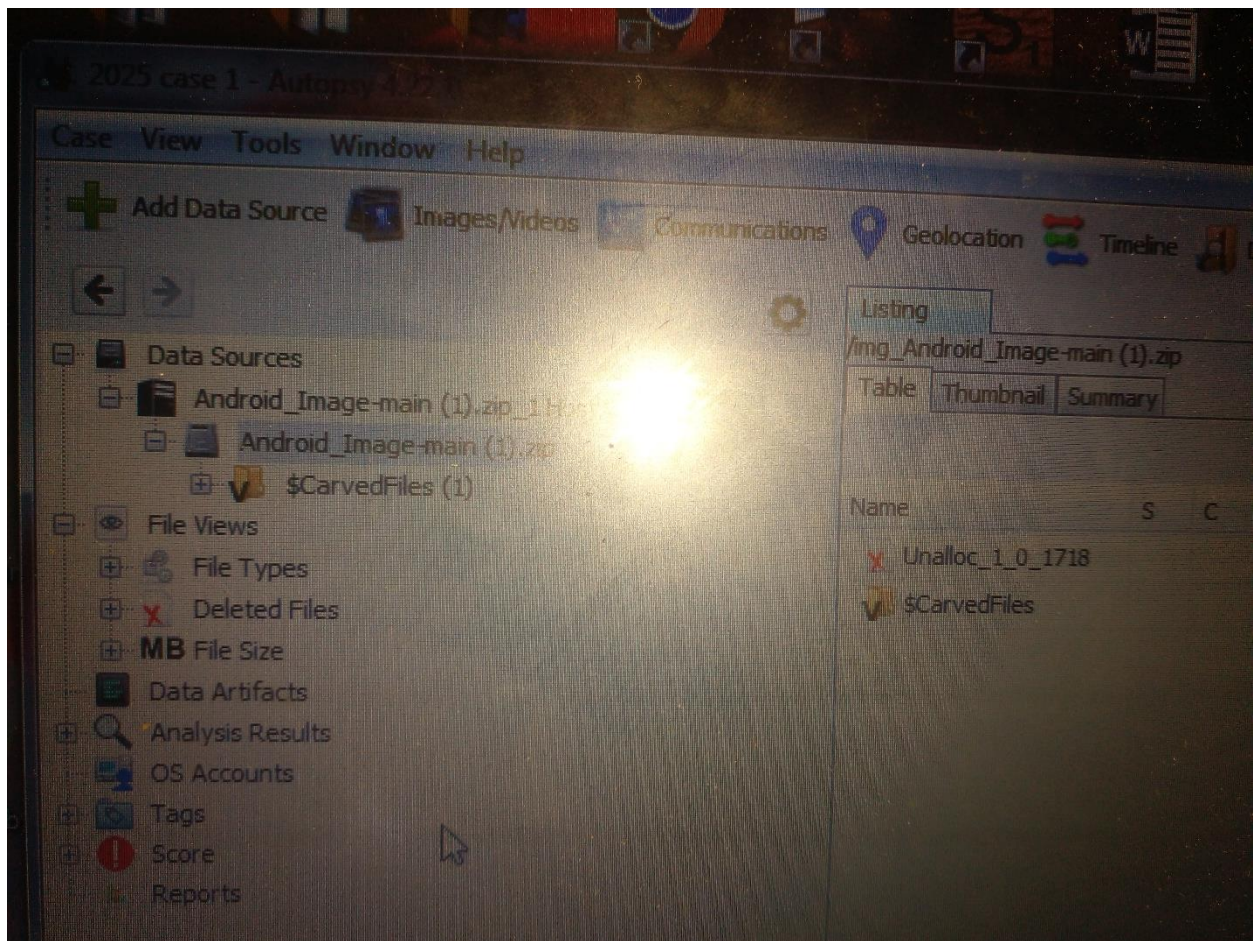 2025 case 1 - Autopsy 4.22
Case View Tools Window Help
Add Data Source Images/Videos Communications Geolocation Timeline
Listing
/img_Android_Image-main (1).zip
Table Thumbnail Summary
Name S C
Unalloc_1_0_1718
$CarvedFiles
Data Sources
Android_Image-main (1).zip_1
Android_Image-main (1).zip
$CarvedFiles (1)
File Views
File Types
Deleted Files
MB File Size
Data Artifacts
Analysis Results
OS Accounts
Tags
Score
Reports
W